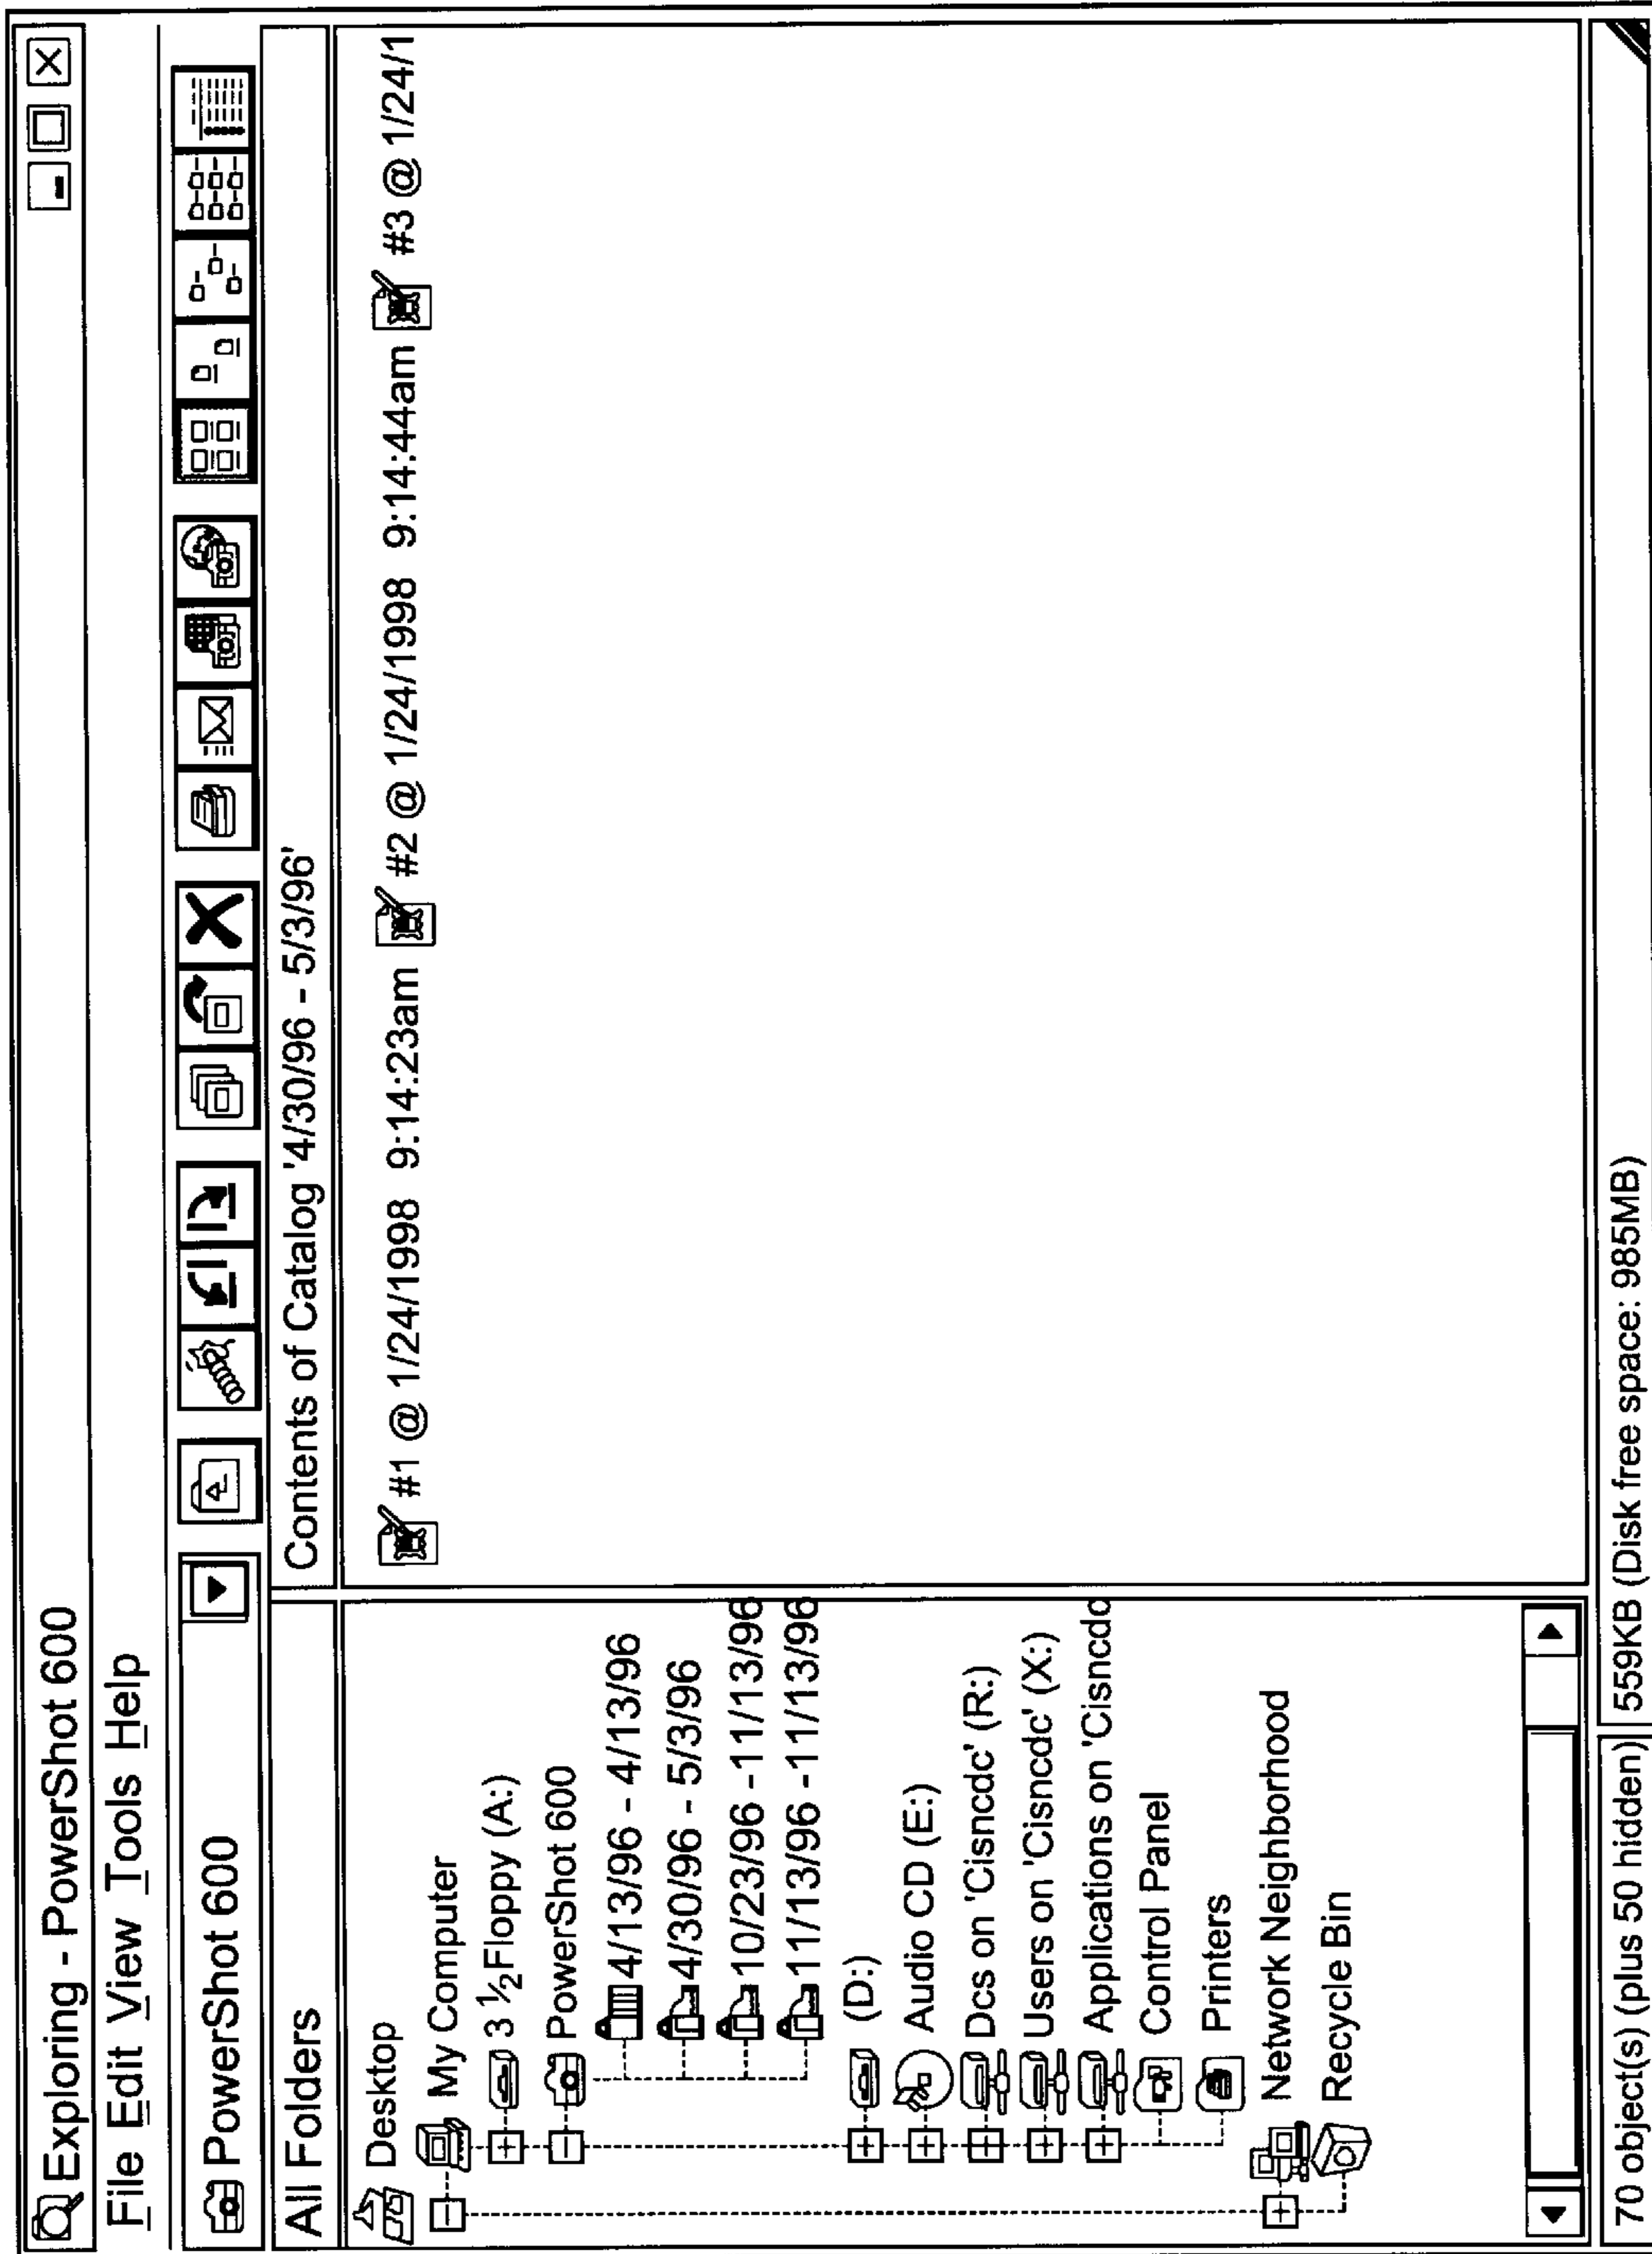 Exploring - PowerShot 600
File Edit View Tools Help
PowerShot 600
All Folders
Contents of Catalog '4/30/96 - 5/3/96'
Desktop
My Computer
3 ½Floppy (A:)
PowerShot 600
4/13/96 - 4/13/96
4/30/96 - 5/3/96
10/23/96 -11/13/96
11/13/96 -11/13/96
(D:)
Audio CD (E:)
Dcs on 'Cisncdc' (R:)
Users on 'Cisncdc' (X:)
Applications on 'Cisncdc
Control Panel
Printers
Network Neighborhood
Recycle Bin
#1 @ 1/24/1998 9:14:23am #2 @ 1/24/1998 9:14:44am #3 @ 1/24/1
70 object(s) (plus 50 hidden) 559KB (Disk free space: 985MB)